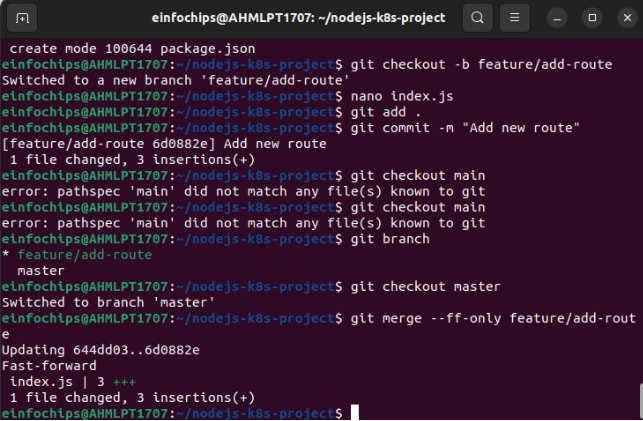 einfochips@AHMLPT1707: ~/nodejs-k8s-project
create mode 100644 package.json
einfochips@AHMLPT1707:~/nodejs-k8s-project$ git checkout -b feature/add-route
Switched to a new branch 'feature/add-route'
einfochips@AHMLPT1707:~/nodejs-k8s-project$ nano index.js
einfochips@AHMLPT1707:~/nodejs-k8s-project$ git add .
einfochips@AHMLPT1707:~/nodejs-k8s-project$ git commit -m "Add new route"
[feature/add-route 6d0882e] Add new route
 1 file changed, 3 insertions(+)
einfochips@AHMLPT1707:~/nodejs-k8s-project$ git checkout main
error: pathspec 'main' did not match any file(s) known to git
einfochips@AHMLPT1707:~/nodejs-k8s-project$ git checkout main
error: pathspec 'main' did not match any file(s) known to git
einfochips@AHMLPT1707:~/nodejs-k8s-project$ git branch
* feature/add-route
  master
einfochips@AHMLPT1707:~/nodejs-k8s-project$ git checkout master
Switched to branch 'master'
einfochips@AHMLPT1707:~/nodejs-k8s-project$ git merge --ff-only feature/add-rout
e
Updating 644dd03..6d0882e
Fast-forward
 index.js | 3 +++
 1 file changed, 3 insertions(+)
einfochips@AHMLPT1707:~/nodejs-k8s-project$